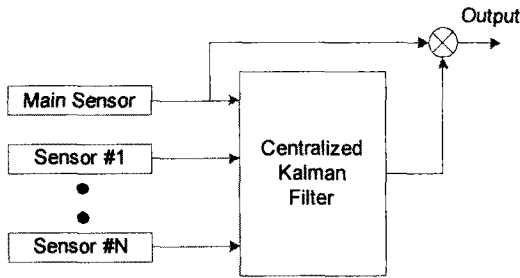 Output
Main Sensor
Sensor #1
Sensor #N
Centralized
Kalman
Filter